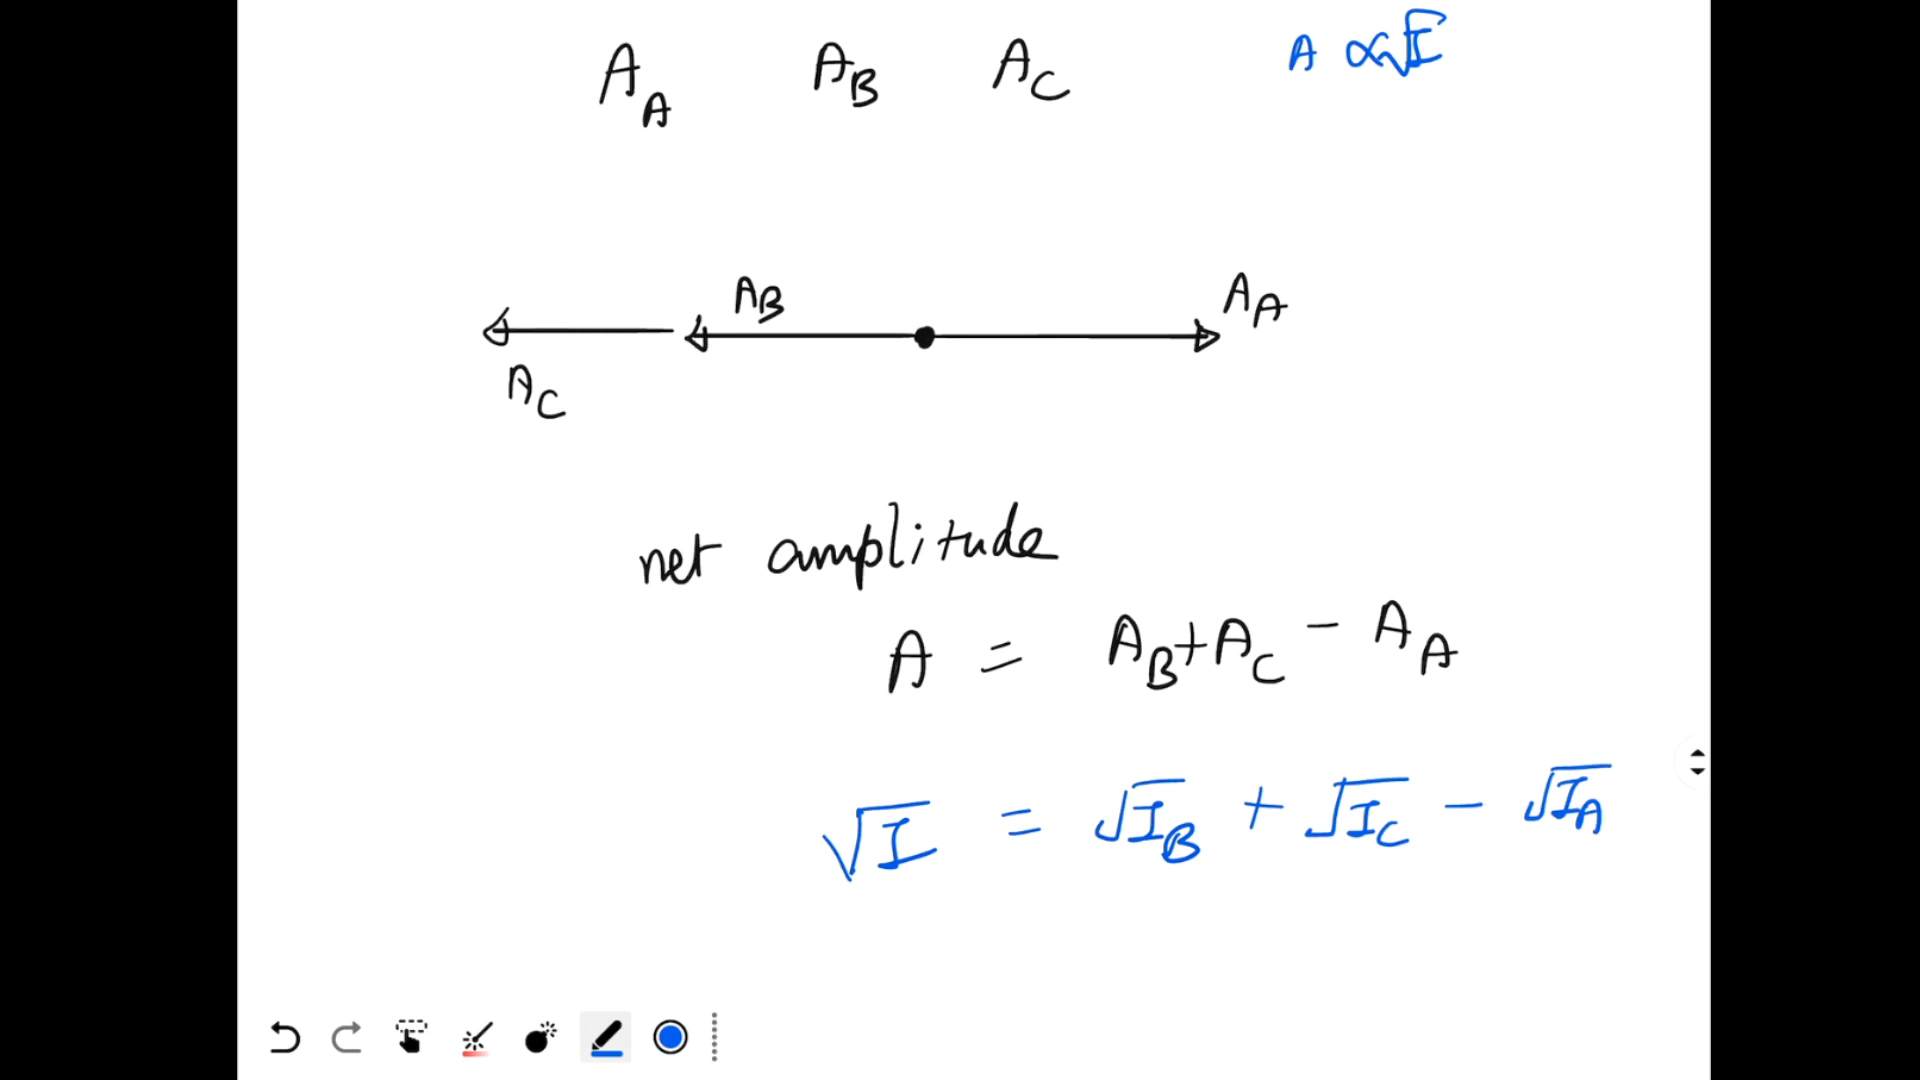 A_A A_B A_C A ∝ √I
A_B A_A
A_C
net amplitude
A = A_B + A_C - A_A
√I = √I_B + √I_C - √I_A